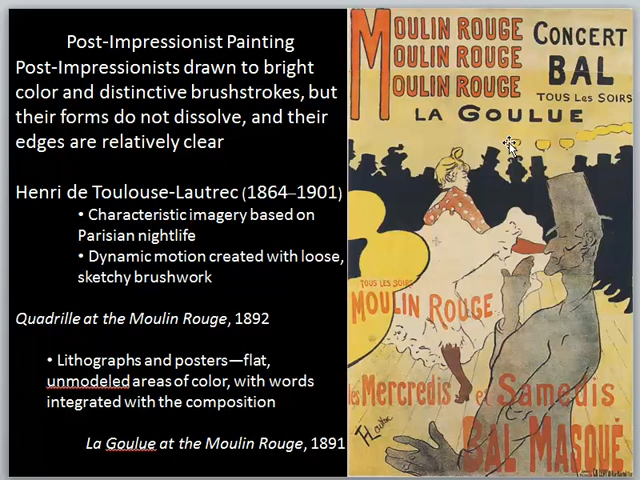 Post-Impressionist Painting
Post-Impressionists drawn to bright
color and distinctive brushstrokes, but
their forms do not dissolve, and their
edges are relatively clear
Henri de Toulouse-Lautrec (1864–1901)
• Characteristic imagery based on
Parisian nightlife
• Dynamic motion created with loose,
sketchy brushwork
Quadrille at the Moulin Rouge, 1892
• Lithographs and posters—flat,
unmodeled areas of color, with words
integrated with the composition
La Goulue at the Moulin Rouge, 1891
MOULIN ROUGE
OULIN ROUGE
OULIN ROUGE
CONCERT
BAL
TOUS LES SOIRS
LA GOULUE
TOUS LES SOIRS
MOULIN ROUGE
les Mercredis et Samedis
BAL MASQUÉ